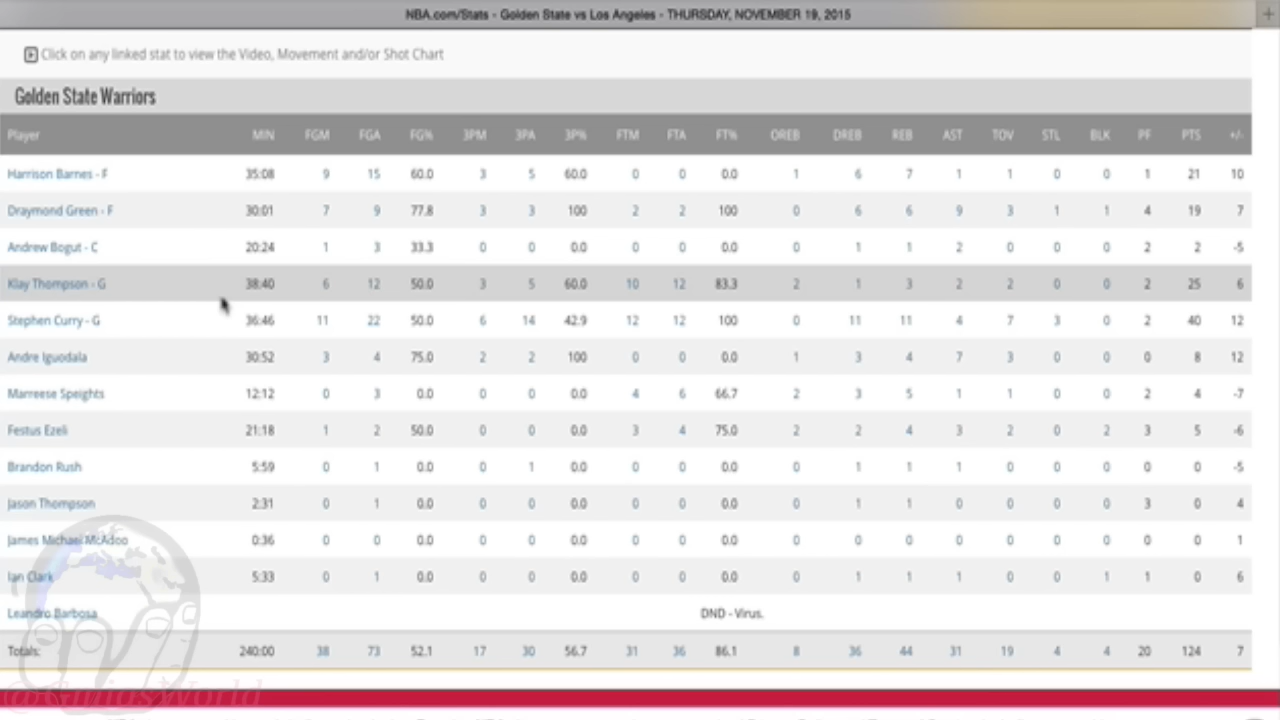 NBA.com/Stats - Golden State vs Los Angeles - THURSDAY, NOVEMBER 19, 2015
Click on any linked stat to view the Video, Movement and/or Shot Chart
Golden State Warriors
Player MIN FGM FGA FG% 3PM 3PA 3P% FTM FTA FT% OREB DREB REB AST TOV STL BLK PF PTS +/-
Harrison Barnes - F 35:08 9 15 60.0 3 5 60.0 0 0 0.0 1 6 7 1 1 0 0 1 21 10
Draymond Green - F 30:01 7 9 77.8 3 3 100 2 2 100 0 6 6 9 3 1 1 4 19 7
Andrew Bogut - C 20:24 1 3 33.3 0 0 0.0 0 0 0.0 0 1 1 2 0 0 0 2 2 -5
Klay Thompson - G 38:40 6 12 50.0 3 5 60.0 10 12 83.3 2 1 3 2 2 0 0 2 25 6
Stephen Curry - G 36:46 11 22 50.0 6 14 42.9 12 12 100 0 11 11 4 7 3 0 2 40 12
Andre Iguodala 30:52 3 4 75.0 2 2 100 0 0 0.0 1 3 4 7 3 0 0 0 8 12
Marreese Speights 12:12 0 3 0.0 0 0 0.0 4 6 66.7 2 3 5 1 1 0 0 2 4 -7
Festus Ezeli 21:18 1 2 50.0 0 0 0.0 3 4 75.0 2 2 4 3 2 0 2 3 5 -6
Brandon Rush 5:59 0 1 0.0 0 1 0.0 0 0 0.0 0 1 1 1 0 0 0 0 0 -5
Jason Thompson 2:31 0 1 0.0 0 0 0.0 0 0 0.0 0 1 1 0 0 0 0 3 0 4
James Michael McAdoo 0:36 0 0 0.0 0 0 0.0 0 0 0.0 0 0 0 0 0 0 0 0 0 1
Ian Clark 5:33 0 1 0.0 0 0 0.0 0 0 0.0 0 1 1 1 0 0 1 1 0 6
Leandro Barbosa DND - Virus.
Totals: 240:00 38 73 52.1 17 30 56.7 31 36 86.1 8 36 44 31 19 4 4 20 124 7